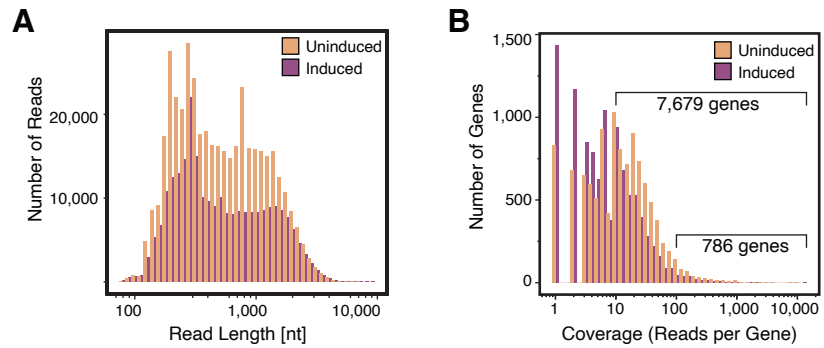 A
Number of Reads
20,000
10,000
Uninduced
Induced
100
1,000
10,000
Read Length [nt]
B
Number of Genes
1,500
1,000
500
0
Uninduced
Induced
7,679 genes
786 genes
1
10
100
1,000
10,000
Coverage (Reads per Gene)